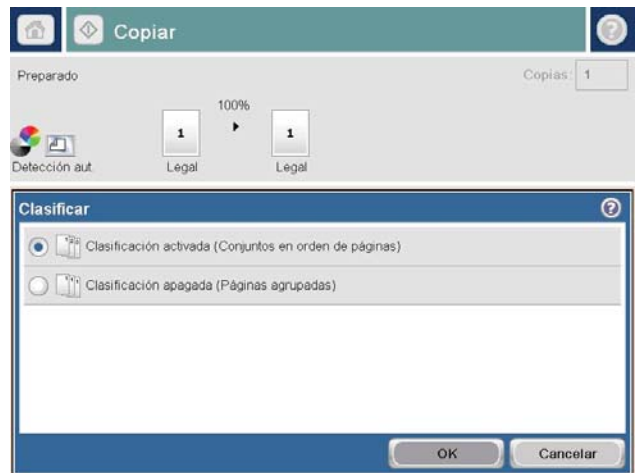 Copiar
Preparado
Copias: 1
100%
1 1
Detección aut. Legal Legal
Clasificar
Clasificación activada (Conjuntos en orden de páginas)
Clasificación apagada (Páginas agrupadas)
OK Cancelar